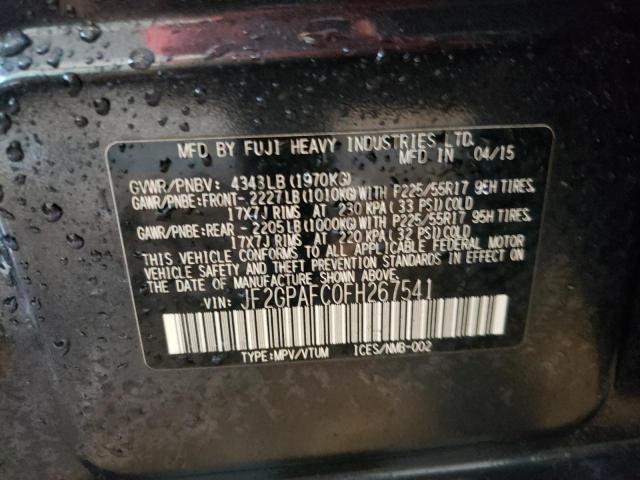 MFD BY FUJI HEAVY INDUSTRIES LTD.
MFD IN 04/15
GVWR/PNBV: 4343LB(1970KG)
GAWR/PNBE:FRONT- 2227LB(1010KG)WITH P225/55R17 95H TIRES,
17X7J RIMS AT 230 KPA(33 PSI)COLD
GAWR/PNBE:REAR - 2205LB(1000KG)WITH P225/55R17 95H TIRES,
17X7J RIMS AT 220 KPA(32 PSI)COLD
THIS VEHICLE CONFORMS TO ALL APPLICABLE FEDERAL MOTOR
VEHICLE SAFETY AND THEFT PREVENTION STANDARDS IN EFFECT ON
THE DATE OF MANUFACTURE SHOWN ABOVE.
VIN: JF2GPAFC0FH267541
TYPE:MPV/VTUM ICES/NMB-002